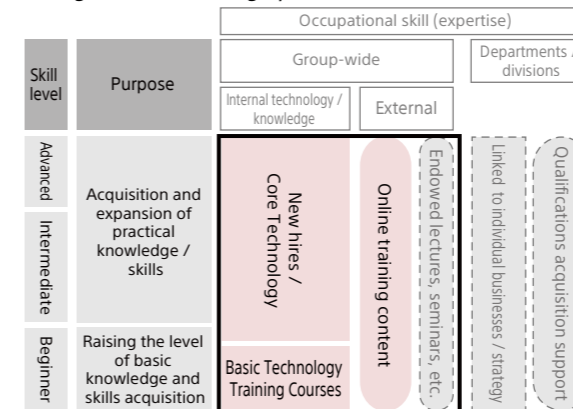 Occupational skill (expertise)
Skill
level
Purpose
Group-wide
Departments /
divisions
Internal technology /
knowledge
External
Advanced
Intermediate
Beginner
Acquisition and
expansion of
practical
knowledge /
skills
Raising the level
of basic
knowledge and
skills acquisition
New hires /
Core Technology
Basic Technology
Training Courses
Online training content
Endowed lectures, seminars, etc.
Linked to individual businesses / strategy
Qualifications acquisition support